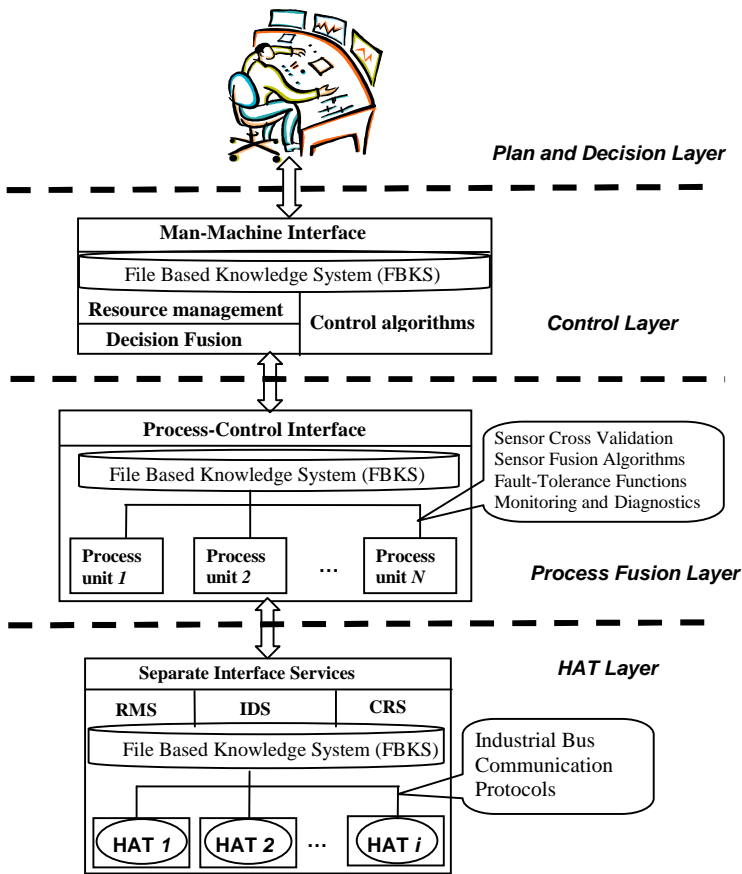 Plan and Decision Layer
Man-Machine Interface
File Based Knowledge System (FBKS)
Resource management
Decision Fusion
Control algorithms
Control Layer
Process-Control Interface
File Based Knowledge System (FBKS)
Sensor Cross Validation
Sensor Fusion Algorithms
Fault-Tolerance Functions
Monitoring and Diagnostics
Process
unit 1
Process
unit 2
...
Process
unit N
Process Fusion Layer
HAT Layer
Separate Interface Services
RMS IDS CRS
File Based Knowledge System (FBKS)
Industrial Bus
Communication
Protocols
HAT 1 HAT 2 ... HAT i